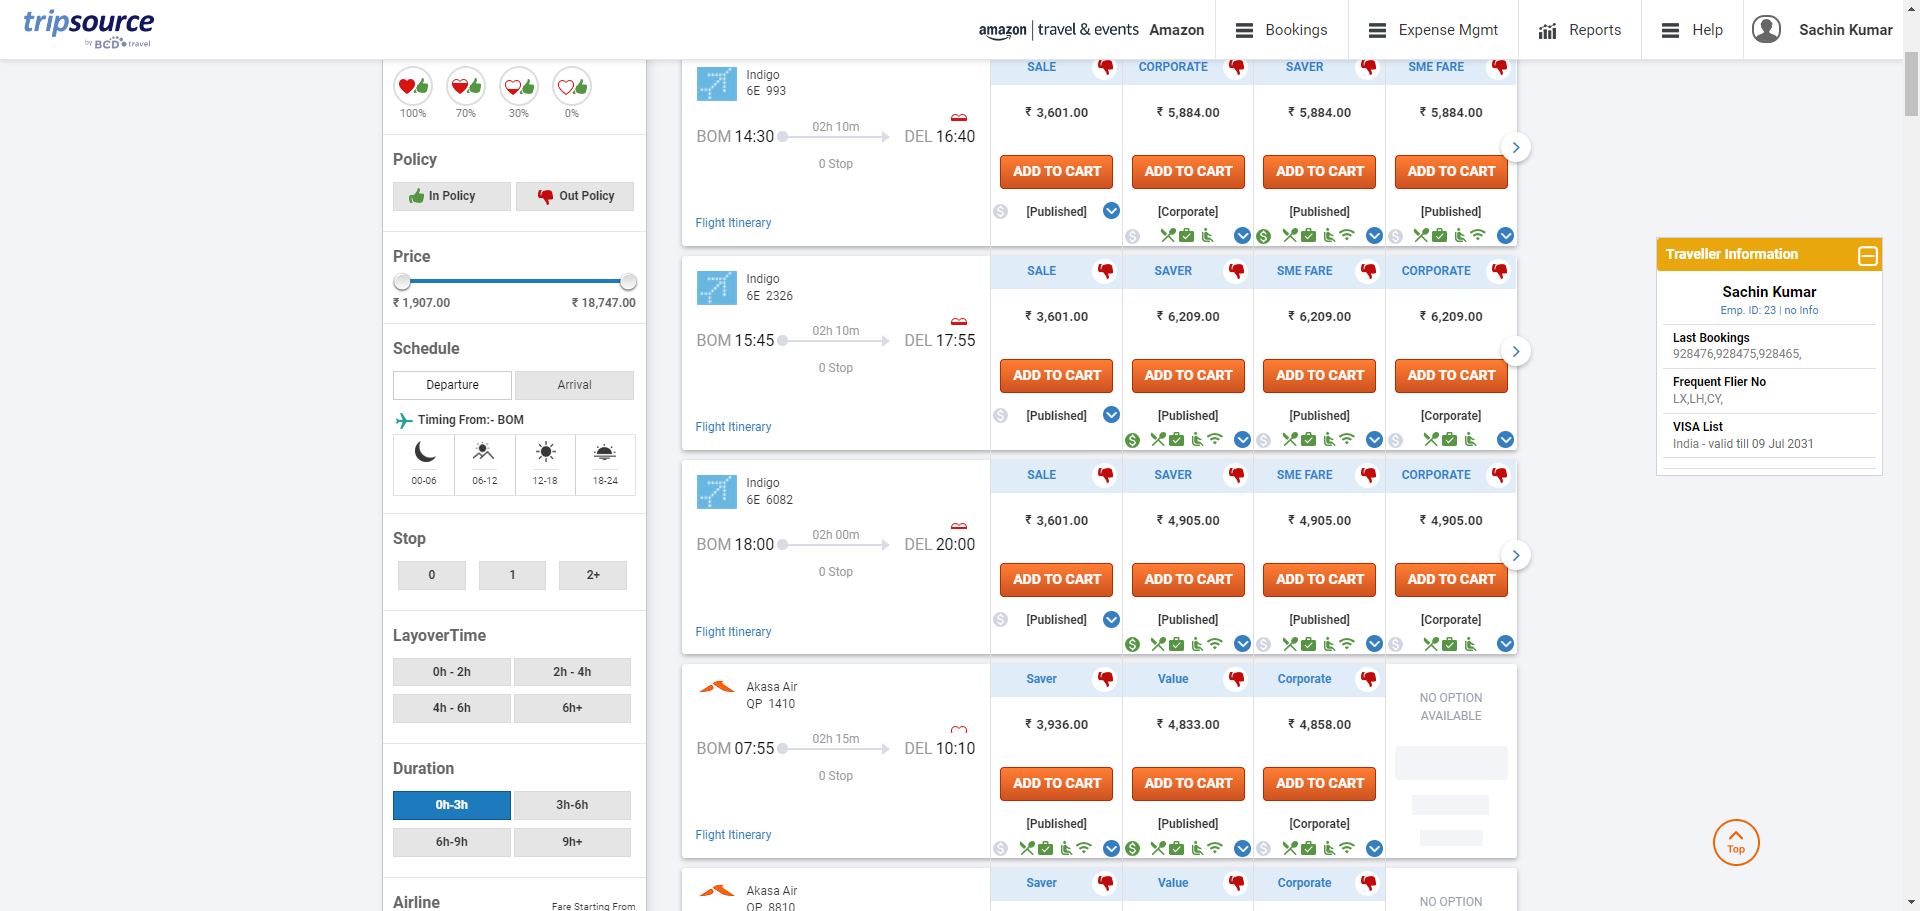 tripsource
by BCD travel
amazon | travel & events Amazon
Bookings
Expense Mgmt
Reports
Help
Sachin Kumar
100% 70% 30% 0%
Policy
In Policy Out Policy
Price
₹ 1,907.00 ₹ 18,747.00
Schedule
Departure Arrival
Timing From:- BOM
00-06 06-12 12-18 18-24
Stop
0 1 2+
LayoverTime
0h - 2h 2h - 4h
4h - 6h 6h+
Duration
0h-3h 3h-6h
6h-9h 9h+
Airline Fare Starting From
Indigo
6E 993
BOM 14:30 02h 10m DEL 16:40
0 Stop
Flight Itinerary
SALE CORPORATE SAVER SME FARE
₹ 3,601.00 ₹ 5,884.00 ₹ 5,884.00 ₹ 5,884.00
ADD TO CART ADD TO CART ADD TO CART ADD TO CART
[Published] [Corporate] [Published] [Published]
Indigo
6E 2326
BOM 15:45 02h 10m DEL 17:55
0 Stop
Flight Itinerary
SALE SAVER SME FARE CORPORATE
₹ 3,601.00 ₹ 6,209.00 ₹ 6,209.00 ₹ 6,209.00
ADD TO CART ADD TO CART ADD TO CART ADD TO CART
[Published] [Published] [Published] [Corporate]
Indigo
6E 6082
BOM 18:00 02h 00m DEL 20:00
0 Stop
Flight Itinerary
SALE SAVER SME FARE CORPORATE
₹ 3,601.00 ₹ 4,905.00 ₹ 4,905.00 ₹ 4,905.00
ADD TO CART ADD TO CART ADD TO CART ADD TO CART
[Published] [Published] [Published] [Corporate]
Akasa Air
QP 1410
BOM 07:55 02h 15m DEL 10:10
0 Stop
Flight Itinerary
Saver Value Corporate
₹ 3,936.00 ₹ 4,833.00 ₹ 4,858.00
ADD TO CART ADD TO CART ADD TO CART
[Published] [Published] [Corporate]
NO OPTION
AVAILABLE
Akasa Air
QP 8810
Saver Value Corporate
NO OPTION
Traveller Information
Sachin Kumar
Emp. ID: 23 | no Info
Last Bookings
928476,928475,928465,
Frequent Flier No
LX,LH,CY,
VISA List
India - valid till 09 Jul 2031
Top